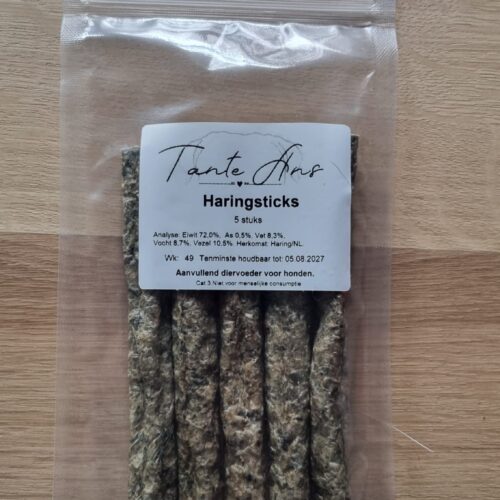 Tante Ans
Haringsticks
5 stuks
Analyse: Eiwit 72,0%, As 0,5%, Vet 8,3%,
Vocht 8,7%, Vezel 10,5% Herkomst: Haring/NL.
Wk: 49 Tenminste houdbaar tot: 05.08.2027
Aanvullend diervoeder voor honden.
Cat 3 Niet voor menselijke consumptie